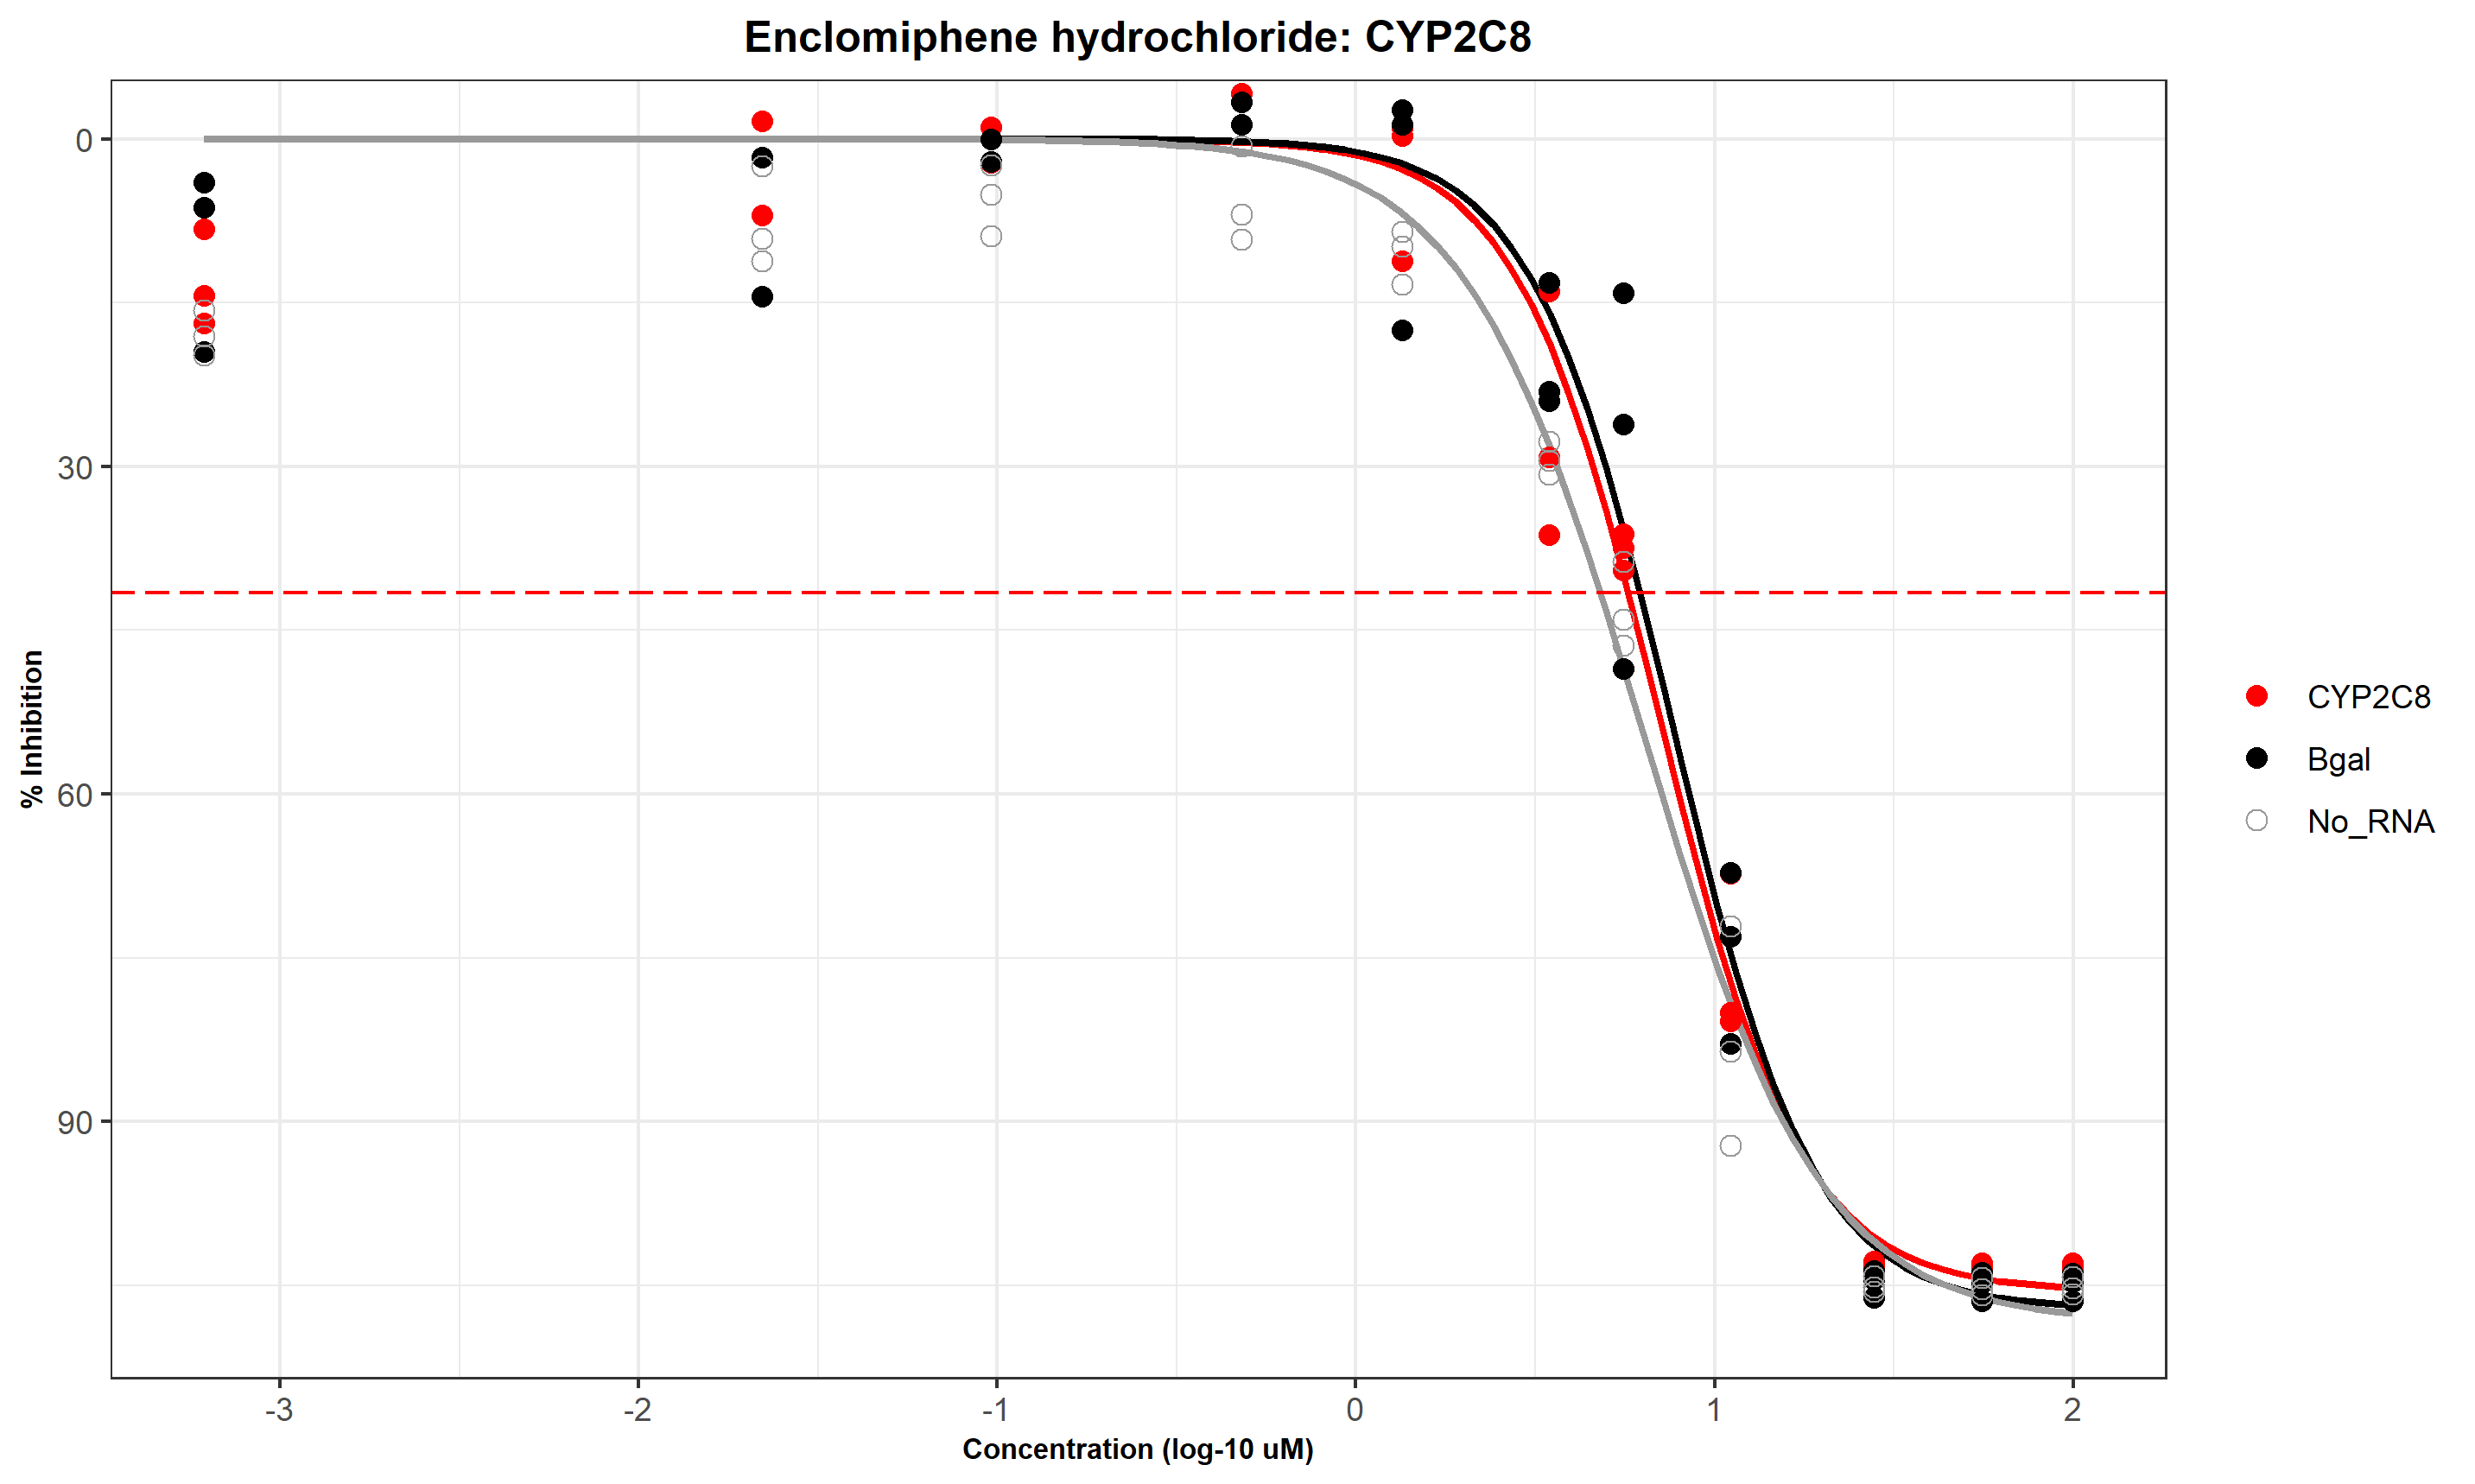 Enclomiphene hydrochloride: CYP2C8
0
30
60
90
% Inhibition
-3
-2
-1
0
1
2
Concentration (log-10 uM)
CYP2C8
Bgal
No_RNA